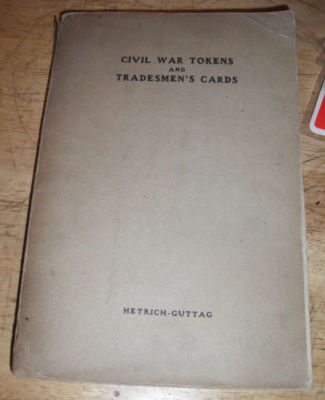 CIVIL WAR TOKENS
AND
TRADESMEN'S CARDS
HETRICH-GUTTAG